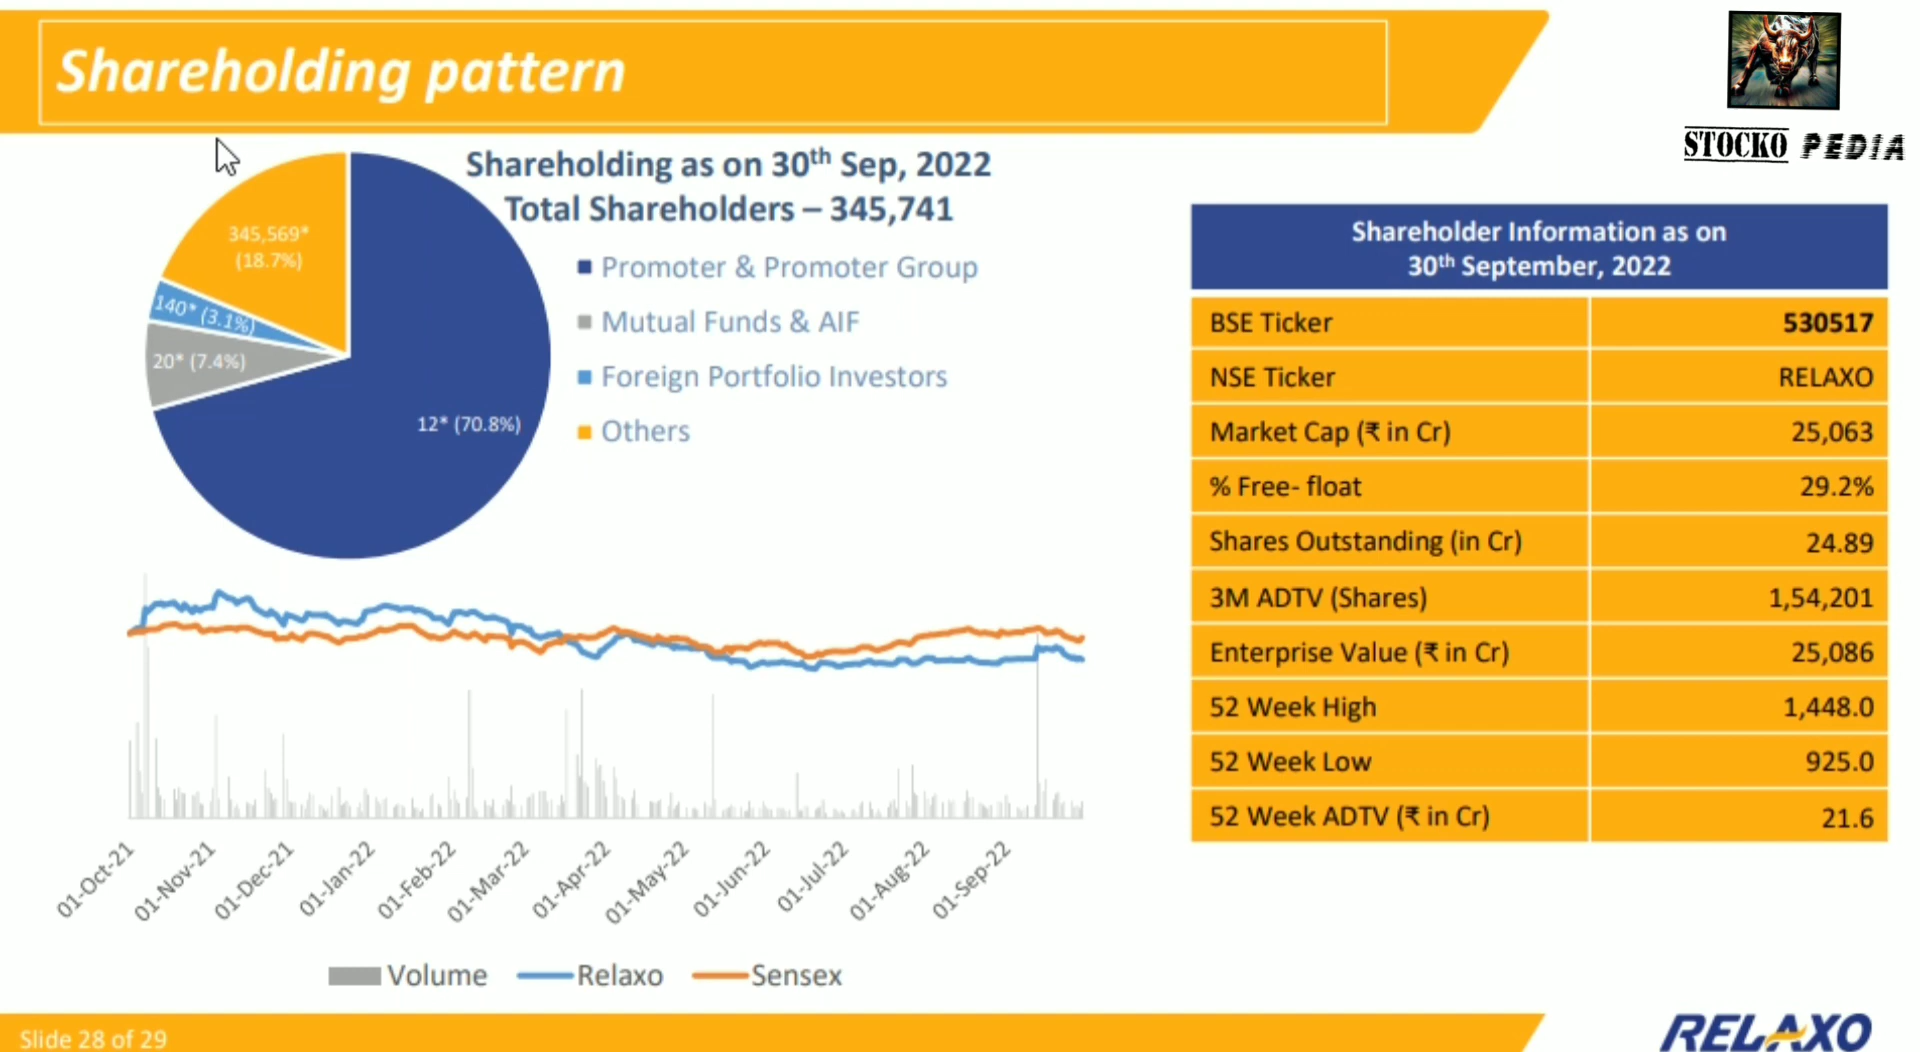 Shareholding pattern
STOCKO PEDIA
Shareholding as on 30th Sep, 2022
Total Shareholders – 345,741
345,569*
(18.7%)
140* (3.1%)
20* (7.4%)
12* (70.8%)
Promoter & Promoter Group
Mutual Funds & AIF
Foreign Portfolio Investors
Others
Shareholder Information as on
30th September, 2022
BSE Ticker 530517
NSE Ticker RELAXO
Market Cap (₹ in Cr) 25,063
% Free- float 29.2%
Shares Outstanding (in Cr) 24.89
3M ADTV (Shares) 1,54,201
Enterprise Value (₹ in Cr) 25,086
52 Week High 1,448.0
52 Week Low 925.0
52 Week ADTV (₹ in Cr) 21.6
01-Oct-21
01-Nov-21
01-Dec-21
01-Jan-22
01-Feb-22
01-Mar-22
01-Apr-22
01-May-22
01-Jun-22
01-Jul-22
01-Aug-22
01-Sep-22
Volume Relaxo Sensex
Slide 28 of 29
RELAXO